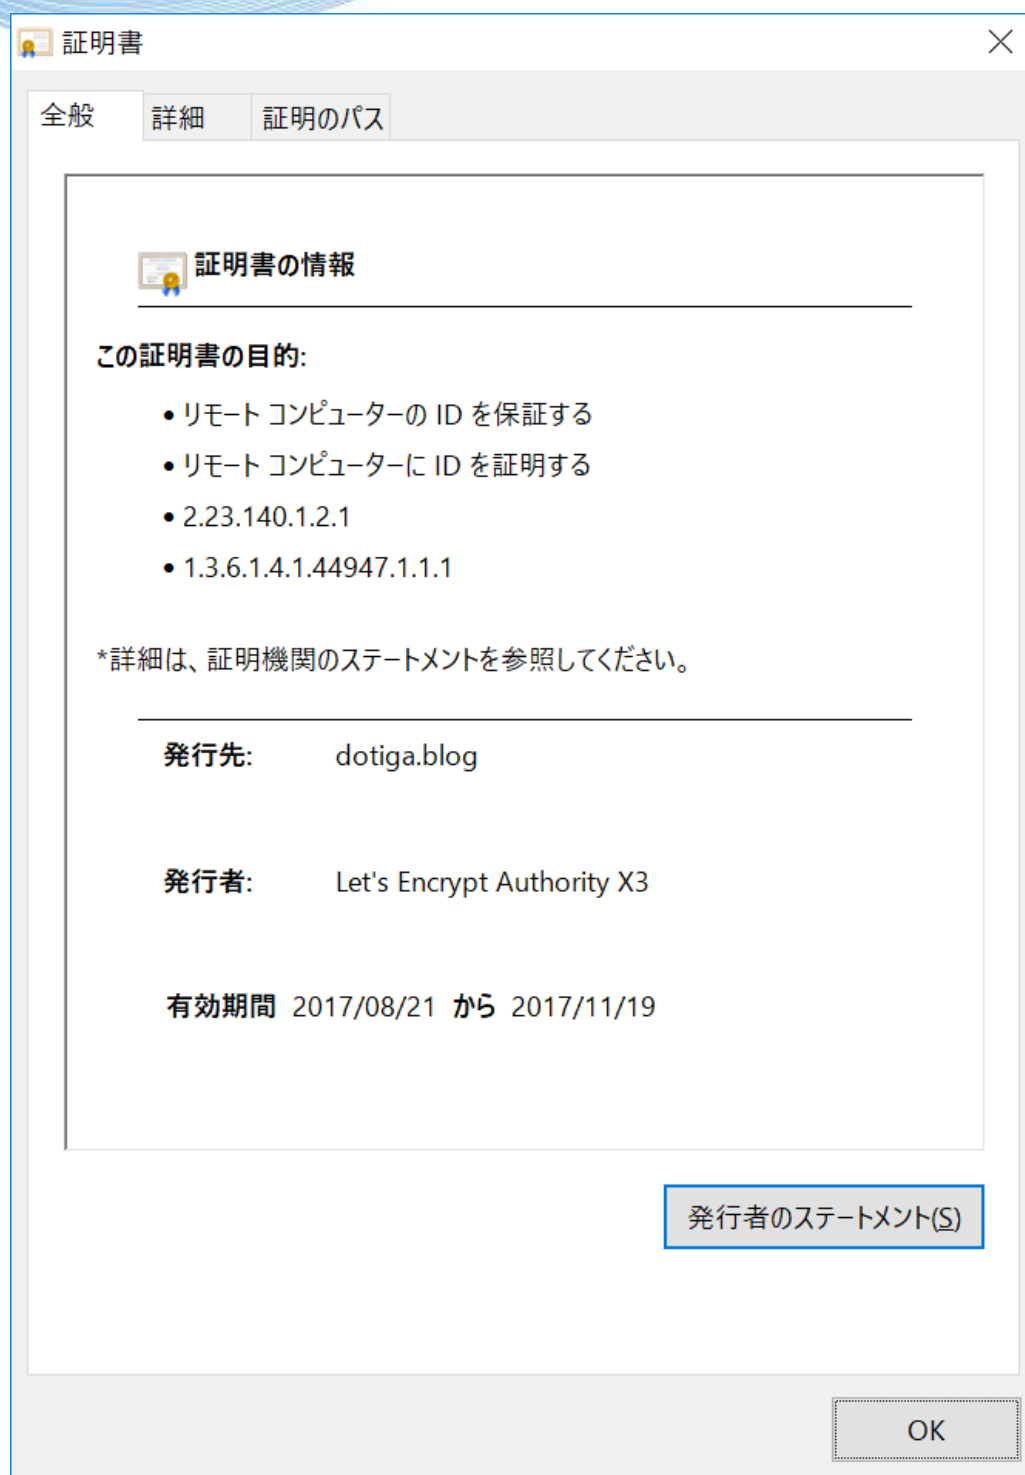 証明書
全般 詳細 証明のパス
証明書の情報
この証明書の目的:
• リモート コンピューターの ID を保証する
• リモート コンピューターに ID を証明する
• 2.23.140.1.2.1
• 1.3.6.1.4.1.44947.1.1.1
*詳細は、証明機関のステートメントを参照してください。
発行先: dotiga.blog
発行者: Let's Encrypt Authority X3
有効期間 2017/08/21 から 2017/11/19
発行者のステートメント(S)
OK